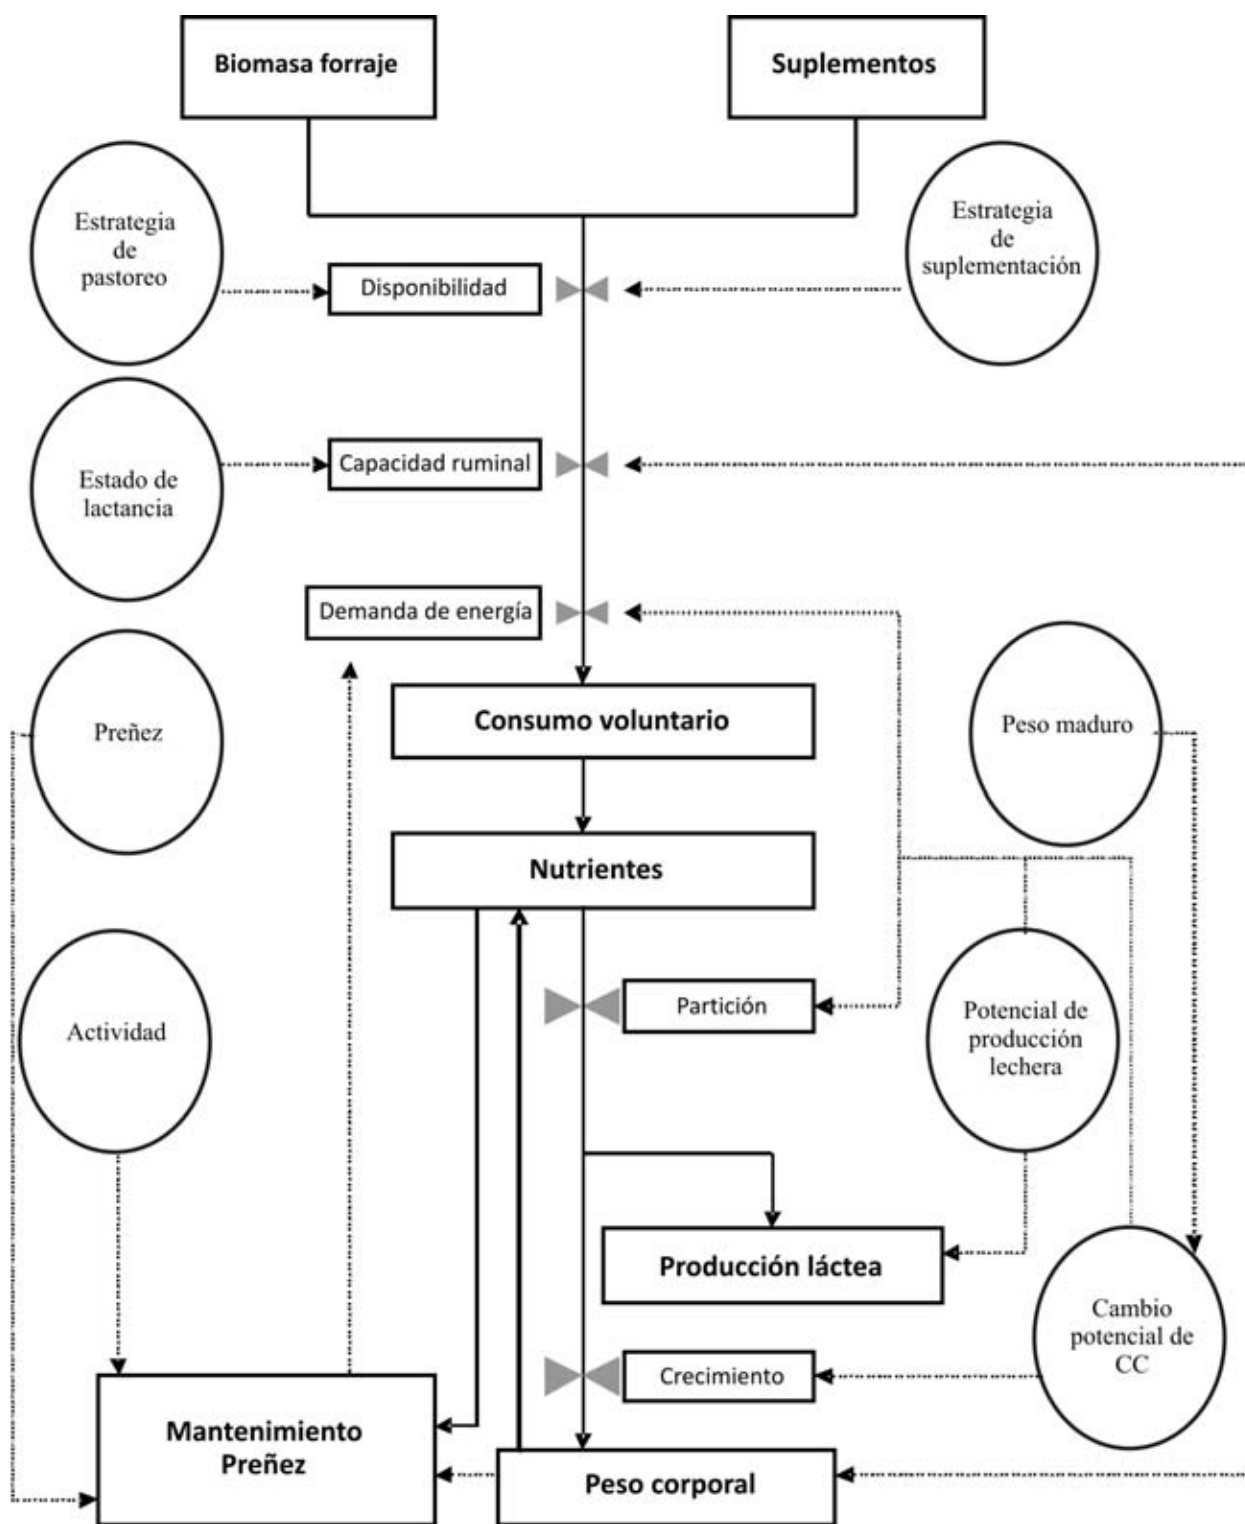 Biomasa forraje
Suplementos
Estrategia
de
pastoreo
Estrategia
de
suplementación
Disponibilidad
Capacidad ruminal
Estado de
lactancia
Demanda de energía
Preñez
Consumo voluntario
Peso maduro
Nutrientes
Actividad
Partición
Potencial de
producción
lechera
Producción láctea
Cambio
potencial de
CC
Crecimiento
Mantenimiento
Preñez
Peso corporal